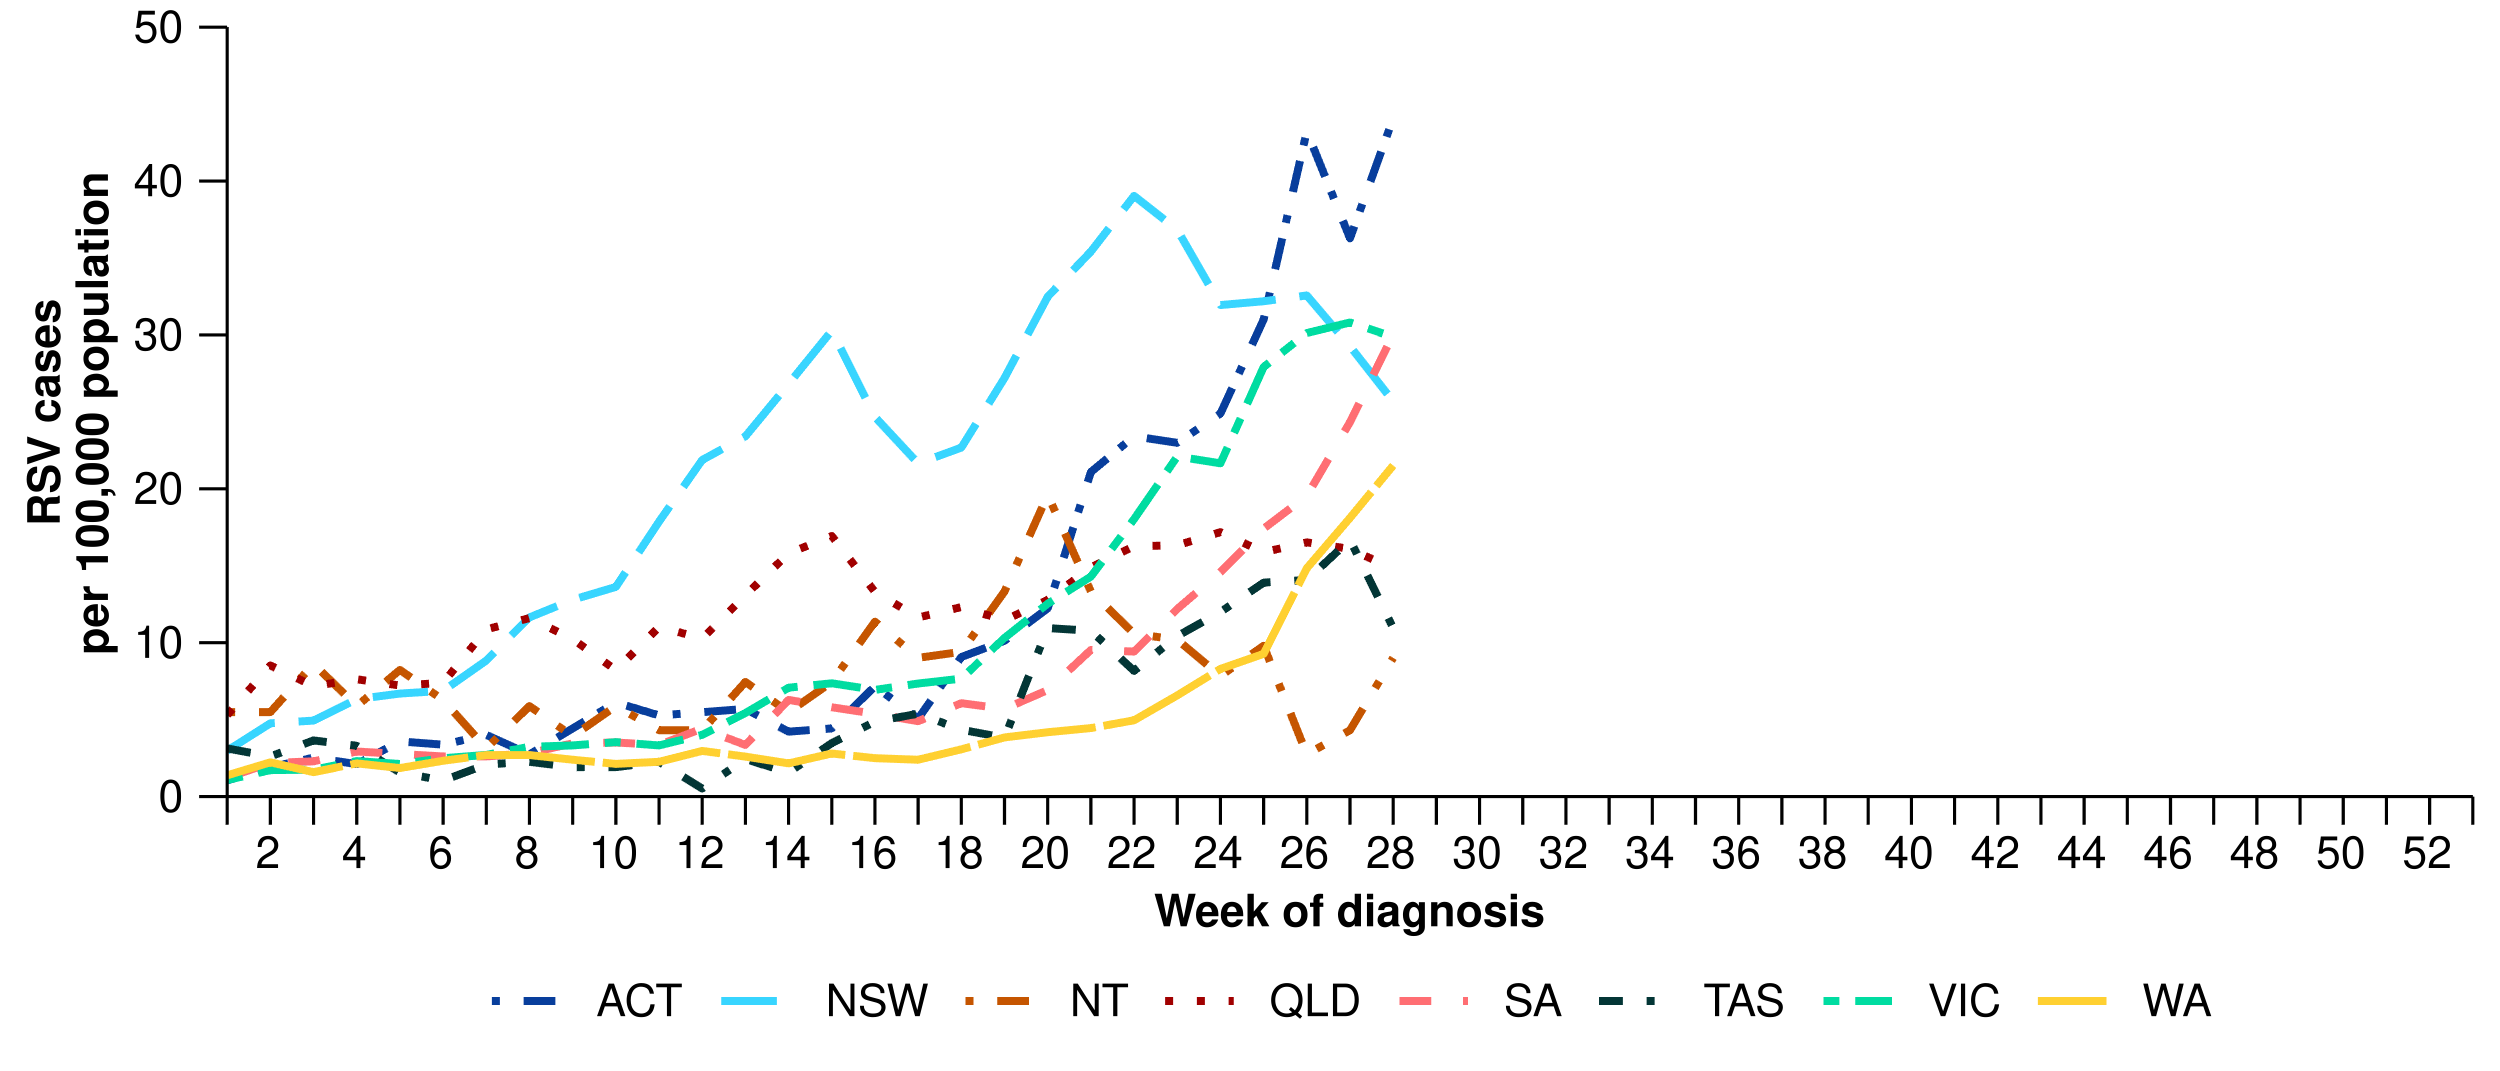 RSV cases
per 100,000 population
50
40
30
20
10
0
2 4 6 8 10 12 14 16 18 20 22 24 26 28 30 32 34 36 38 40 42 44 46 48 50 52
Week of diagnosis
ACT NSW NT QLD SA TAS VIC WA